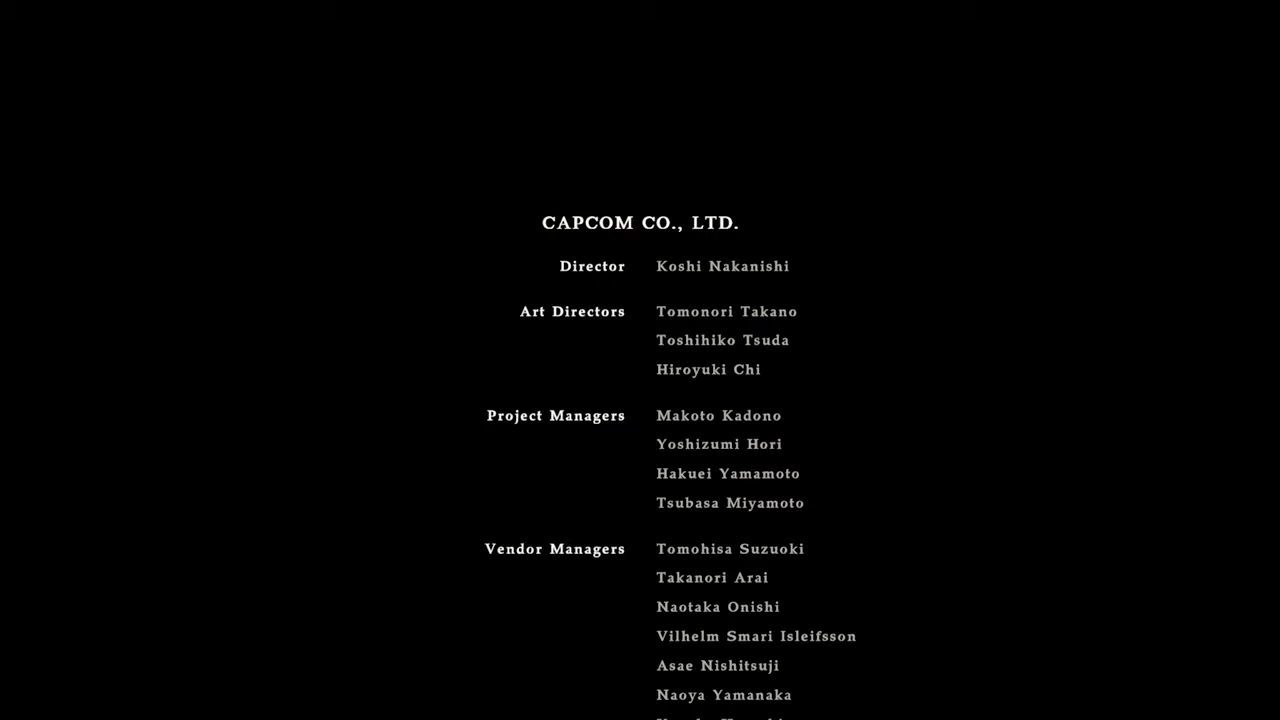 CAPCOM CO., LTD.
Director Koshi Nakanishi
Art Directors Tomonori Takano
Toshihiko Tsuda
Hiroyuki Chi
Project Managers Makoto Kadono
Yoshizumi Hori
Hakuei Yamamoto
Tsubasa Miyamoto
Vendor Managers Tomohisa Suzuoki
Takanori Arai
Naotaka Onishi
Vilhelm Smari Isleifsson
Asae Nishitsuji
Naoya Yamanaka